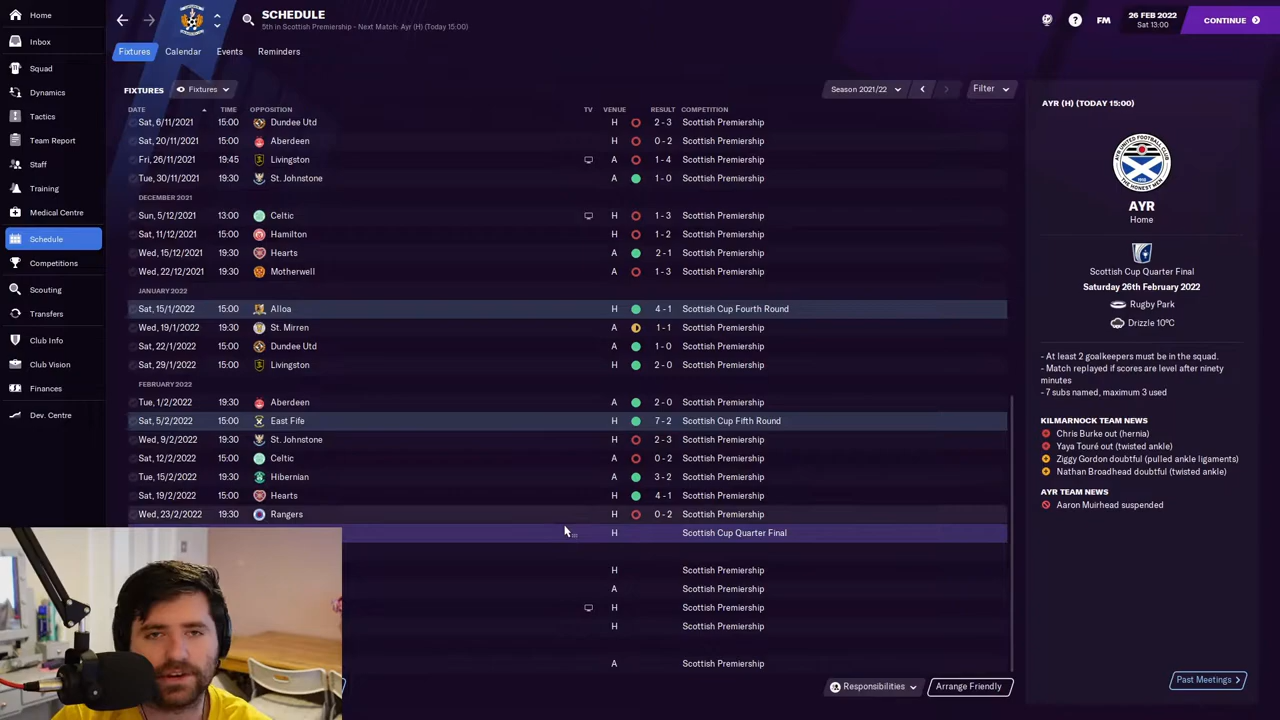 Home
Inbox
Squad
Dynamics
Tactics
Team Report
Staff
Training
Medical Centre
Schedule
Competitions
Scouting
Transfers
Club Info
Club Vision
Finances
Dev. Centre
SCHEDULE
5th in Scottish Premiership - Next Match: Ayr (H) (Today 15:00)
FM
26 FEB 2022
Sat 13:00
CONTINUE
Fixtures Calendar Events Reminders
FIXTURES Fixtures Season 2021/22 Filter
DATE TIME OPPOSITION TV VENUE RESULT COMPETITION
Sat, 6/11/2021 15:00 Dundee Utd H 2 - 3 Scottish Premiership
Sat, 20/11/2021 15:00 Aberdeen H 0 - 2 Scottish Premiership
Fri, 26/11/2021 19:45 Livingston A 1 - 4 Scottish Premiership
Tue, 30/11/2021 19:30 St. Johnstone A 1 - 0 Scottish Premiership
DECEMBER 2021
Sun, 5/12/2021 13:00 Celtic H 1 - 3 Scottish Premiership
Sat, 11/12/2021 15:00 Hamilton H 1 - 2 Scottish Premiership
Wed, 15/12/2021 19:30 Hearts A 2 - 1 Scottish Premiership
Wed, 22/12/2021 19:30 Motherwell A 1 - 3 Scottish Premiership
JANUARY 2022
Sat, 15/1/2022 15:00 Alloa H 4 - 1 Scottish Cup Fourth Round
Wed, 19/1/2022 19:30 St. Mirren A 1 - 1 Scottish Premiership
Sat, 22/1/2022 15:00 Dundee Utd A 1 - 0 Scottish Premiership
Sat, 29/1/2022 15:00 Livingston H 2 - 0 Scottish Premiership
FEBRUARY 2022
Tue, 1/2/2022 19:30 Aberdeen A 2 - 0 Scottish Premiership
Sat, 5/2/2022 15:00 East Fife H 7 - 2 Scottish Cup Fifth Round
Wed, 9/2/2022 19:30 St. Johnstone H 2 - 3 Scottish Premiership
Sat, 12/2/2022 15:00 Celtic A 0 - 2 Scottish Premiership
Tue, 15/2/2022 19:30 Hibernian A 3 - 2 Scottish Premiership
Sat, 19/2/2022 15:00 Hearts H 4 - 1 Scottish Premiership
Wed, 23/2/2022 19:30 Rangers H 0 - 2 Scottish Premiership
H Scottish Cup Quarter Final
H Scottish Premiership
A Scottish Premiership
H Scottish Premiership
H Scottish Premiership
A Scottish Premiership
Responsibilities Arrange Friendly
AYR (H) (TODAY 15:00)
AYR UNITED FOOTBALL CLUB
1910
THE HONEST MEN
AYR
Home
Scottish Cup Quarter Final
Saturday 26th February 2022
Rugby Park
Drizzle 10°C
- At least 2 goalkeepers must be in the squad.
- Match replayed if scores are level after ninety
minutes
- 7 subs named, maximum 3 used
KILMARNOCK TEAM NEWS
Chris Burke out (hernia)
Yaya Touré out (twisted ankle)
Ziggy Gordon doubtful (pulled ankle ligaments)
Nathan Broadhead doubtful (twisted ankle)
AYR TEAM NEWS
Aaron Muirhead suspended
Past Meetings